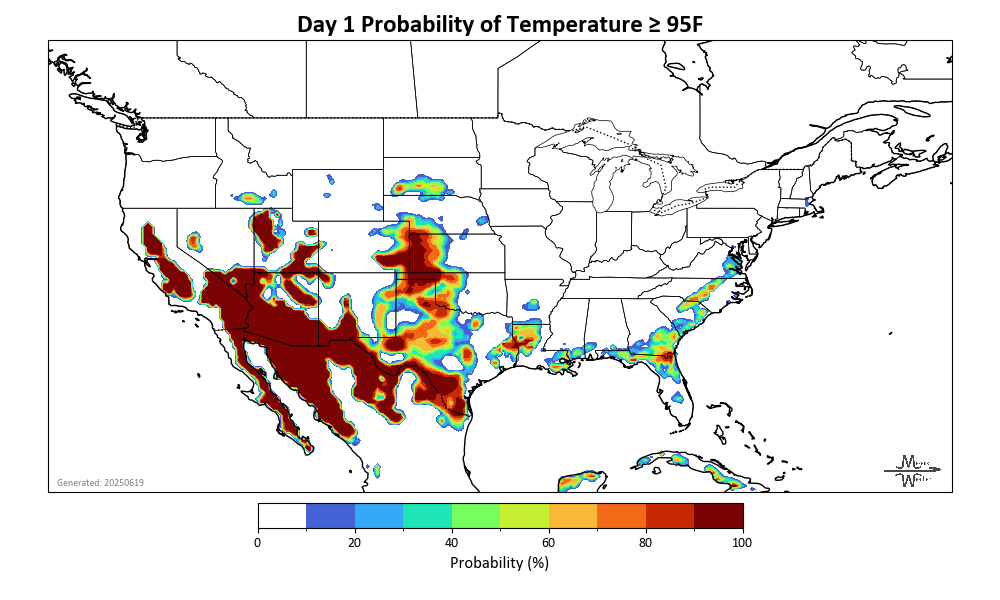 Day 1 Probability of Temperature ≥ 95F
Generated: 20250619
0 20 40 60 80 100
Probability (%)